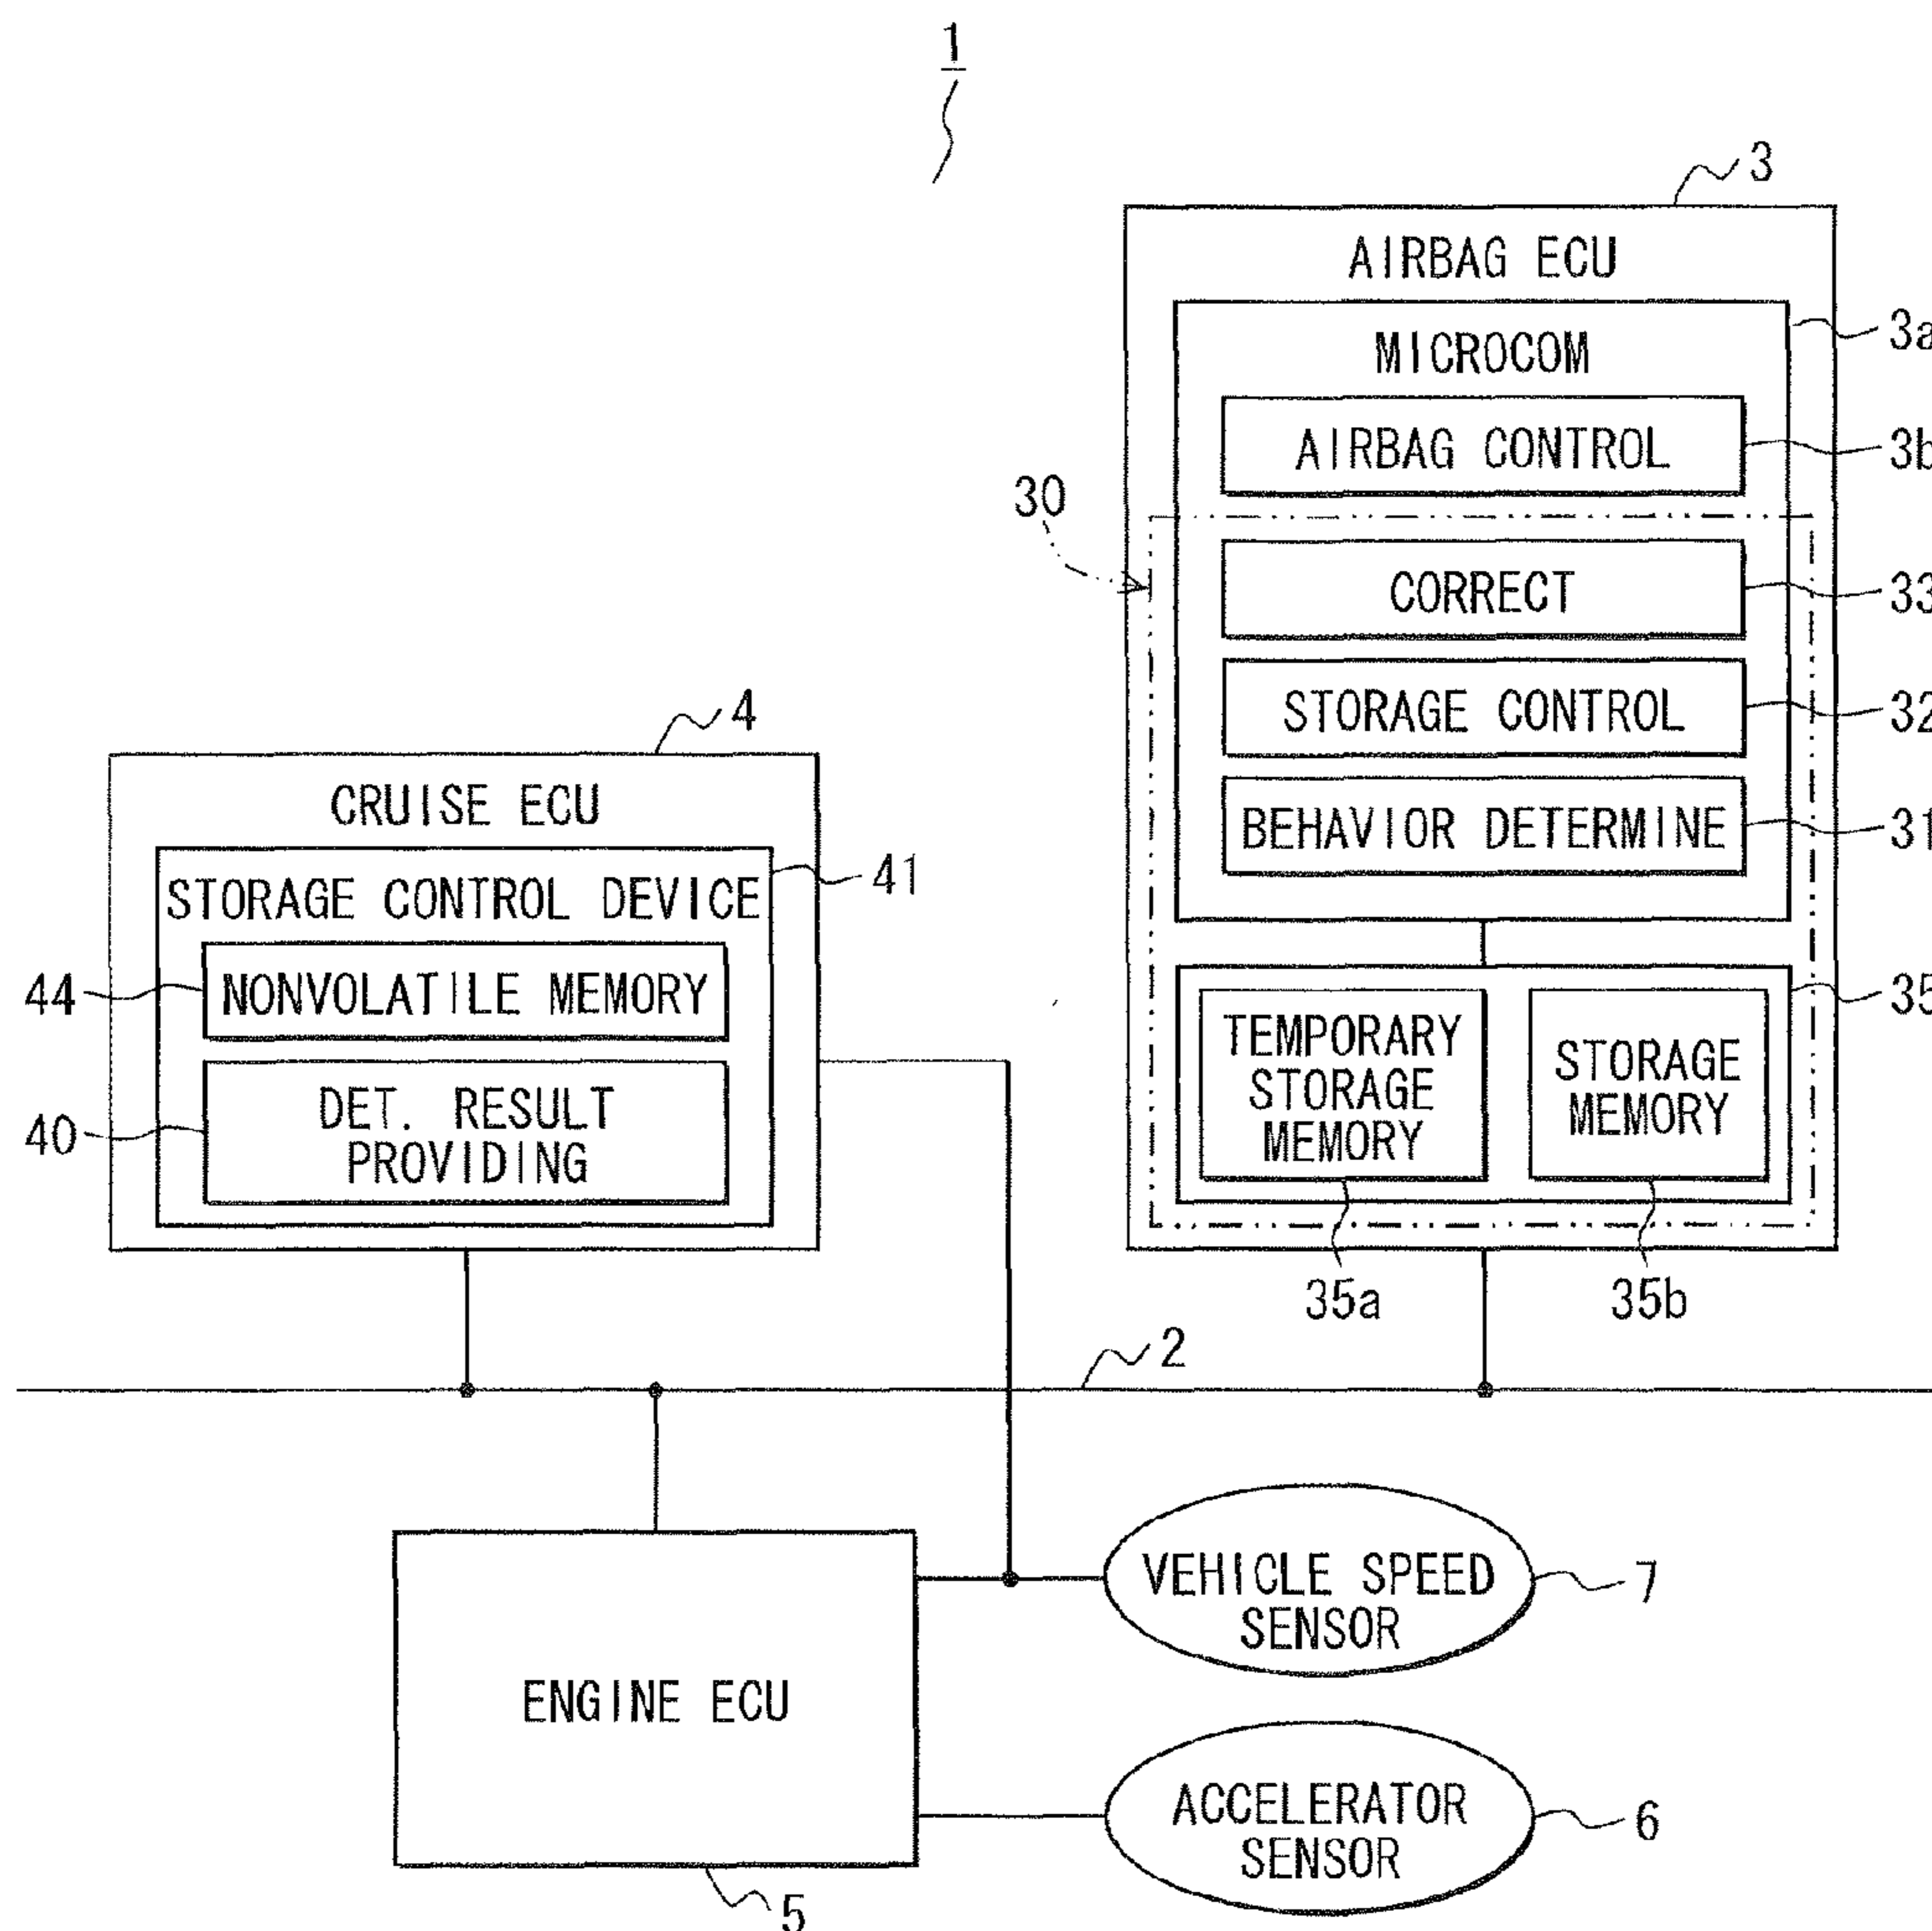 1
3
AIRBAG ECU
MICROCOM
3a
AIRBAG CONTROL
3b
30
CORRECT
33
STORAGE CONTROL
32
BEHAVIOR DETERMINE
31
4
CRUISE ECU
STORAGE CONTROL DEVICE
41
44
NONVOLATILE MEMORY
40
DET. RESULT
PROVIDING
35
TEMPORARY
STORAGE
MEMORY
STORAGE
MEMORY
35a
35b
2
ENGINE ECU
5
VEHICLE SPEED
SENSOR
7
ACCELERATOR
SENSOR
6